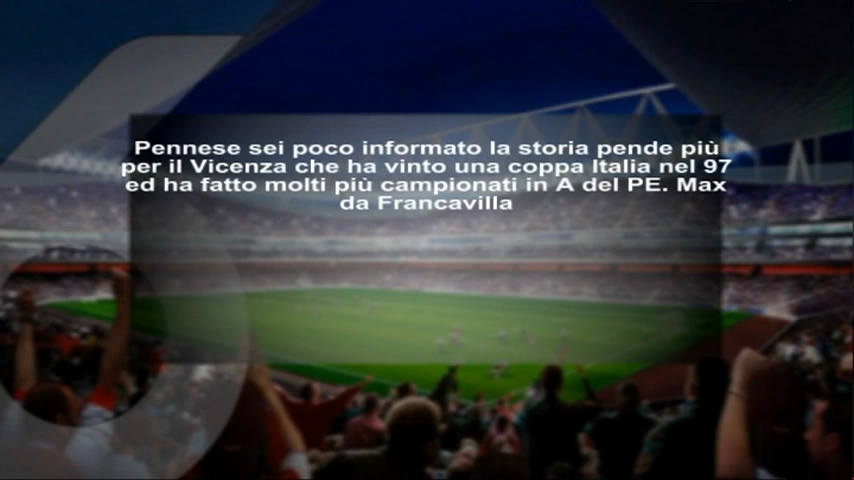 Pennese sei poco informato la storia pende più
per il Vicenza che ha vinto una coppa Italia nel 97
ed ha fatto molti più campionati in A del PE. Max
da Francavilla